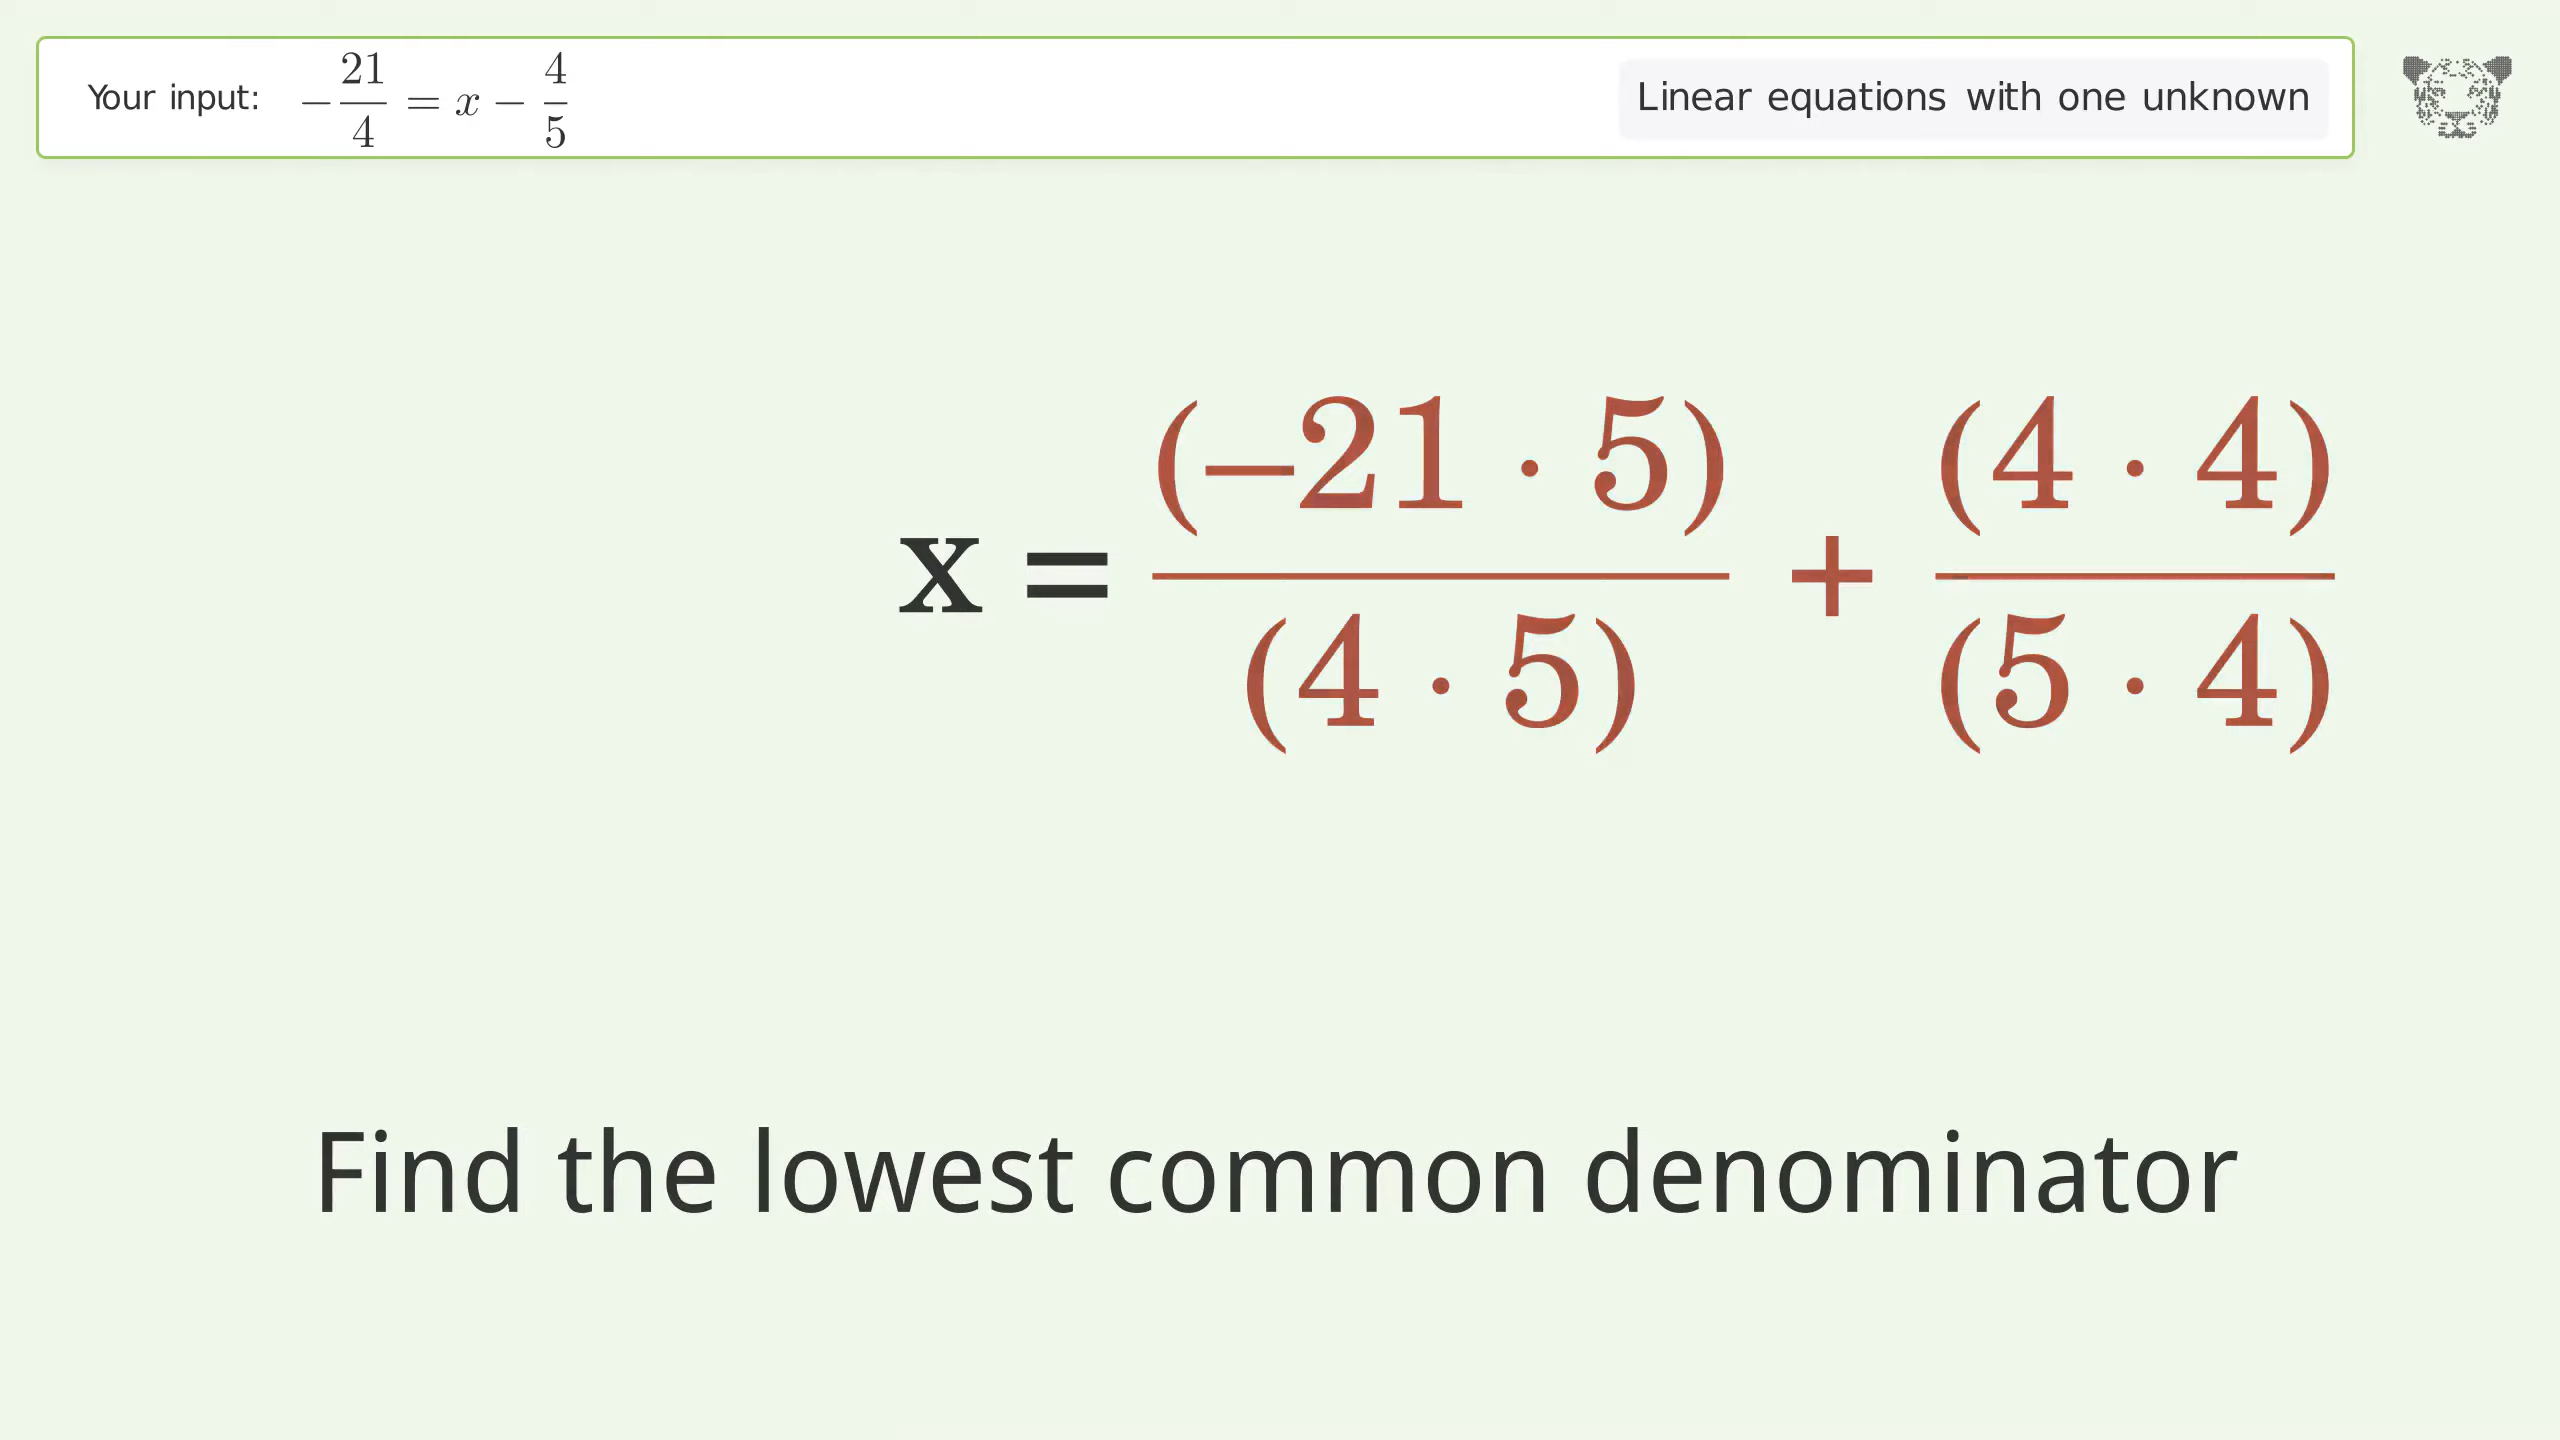 Your input: −21/4 = x − 4/5
Linear equations with one unknown
x = (−21 · 5)/(4 · 5) + (4 · 4)/(5 · 4)
Find the lowest common denominator